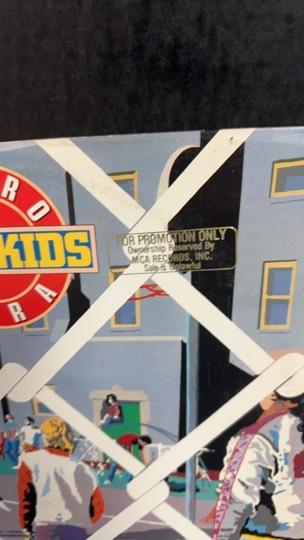 RO
KIDS
RA
FOR PROMOTION ONLY
Ownership Reserved By
MCA RECORDS, INC.
Sale is Unlawful